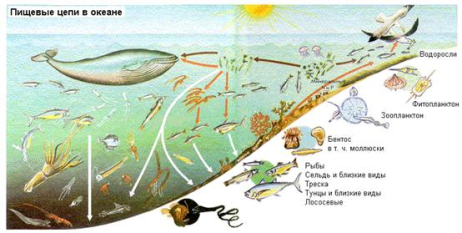 Пищевые цепи в океане
Водоросли
Фитопланктон
Зоопланктон
Бентос
в т. ч. моллюски
Рыбы
Сельдь и близкие виды
Треска
Тунцы и близкие виды
Лососевые